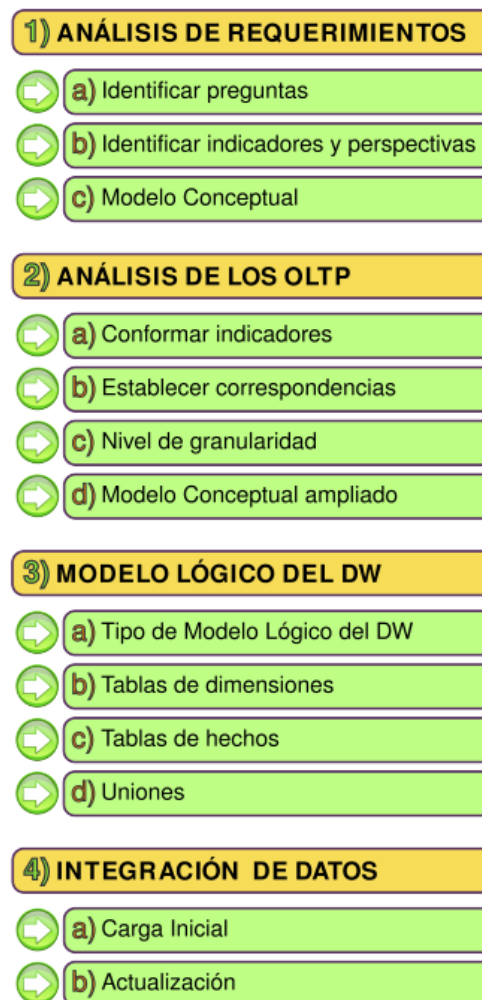 1) ANÁLISIS DE REQUERIMIENTOS
a) Identificar preguntas
b) Identificar indicadores y perspectivas
c) Modelo Conceptual
2) ANÁLISIS DE LOS OLTP
a) Conformar indicadores
b) Establecer correspondencias
c) Nivel de granularidad
d) Modelo Conceptual ampliado
3) MODELO LÓGICO DEL DW
a) Tipo de Modelo Lógico del DW
b) Tablas de dimensiones
c) Tablas de hechos
d) Uniones
4) INTEGRACIÓN DE DATOS
a) Carga Inicial
b) Actualización